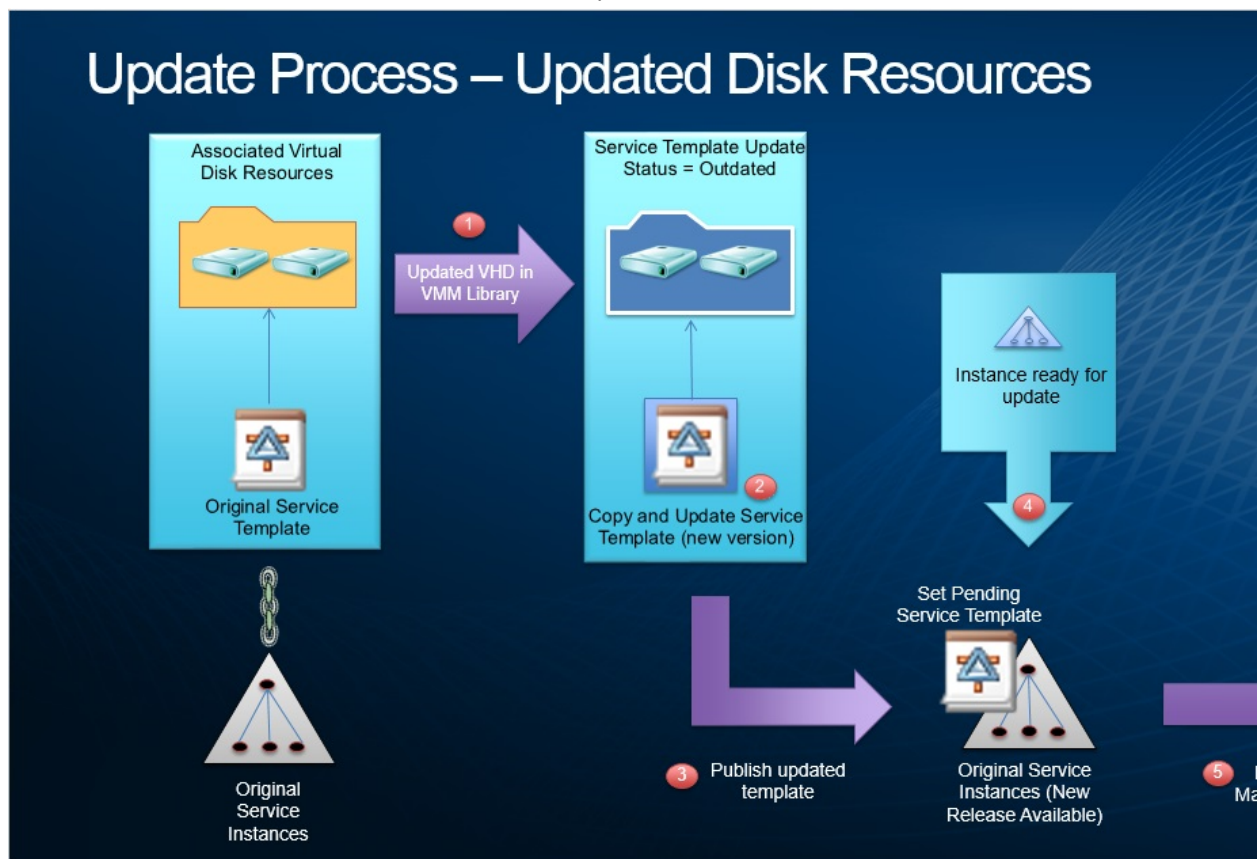 Update Process – Updated Disk Resources
Associated Virtual
Disk Resources
Original Service
Template
Original
Service
Instances
1
Updated VHD in
VMM Library
Service Template Update
Status = Outdated
2
Copy and Update Service
Template (new version)
3
Publish updated
template
Instance ready for
update
4
Set Pending
Service Template
Original Service
Instances (New
Release Available)
5